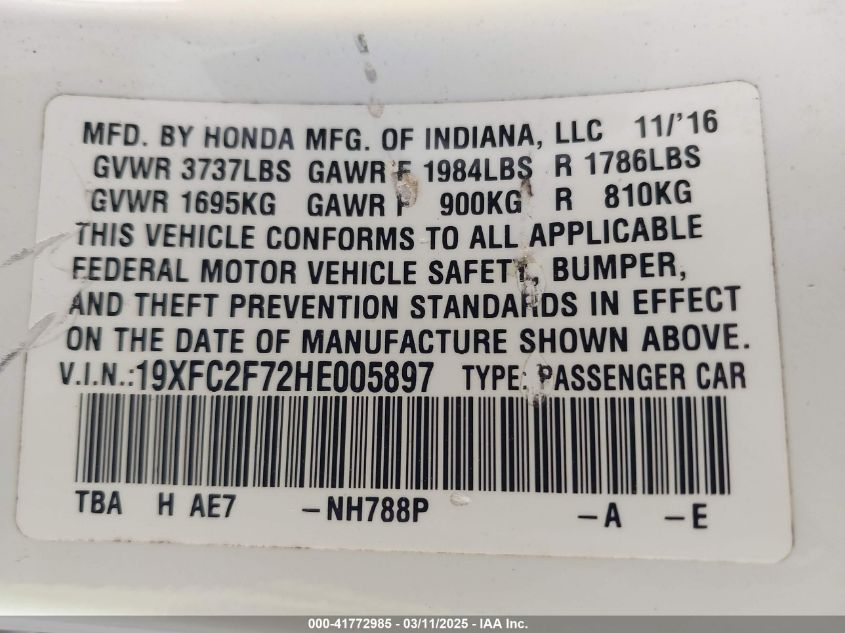 MFD. BY HONDA MFG. OF INDIANA, LLC 11/'16
GVWR 3737LBS GAWR F 1984LBS R 1786LBS
GVWR 1695KG GAWR F 900KG R 810KG
THIS VEHICLE CONFORMS TO ALL APPLICABLE
FEDERAL MOTOR VEHICLE SAFETY, BUMPER,
AND THEFT PREVENTION STANDARDS IN EFFECT
ON THE DATE OF MANUFACTURE SHOWN ABOVE.
V.I.N.:19XFC2F72HE005897 TYPE: PASSENGER CAR
TBA H AE7 -NH788P -A -E
000-41772985 - 03/11/2025 - IAA Inc.